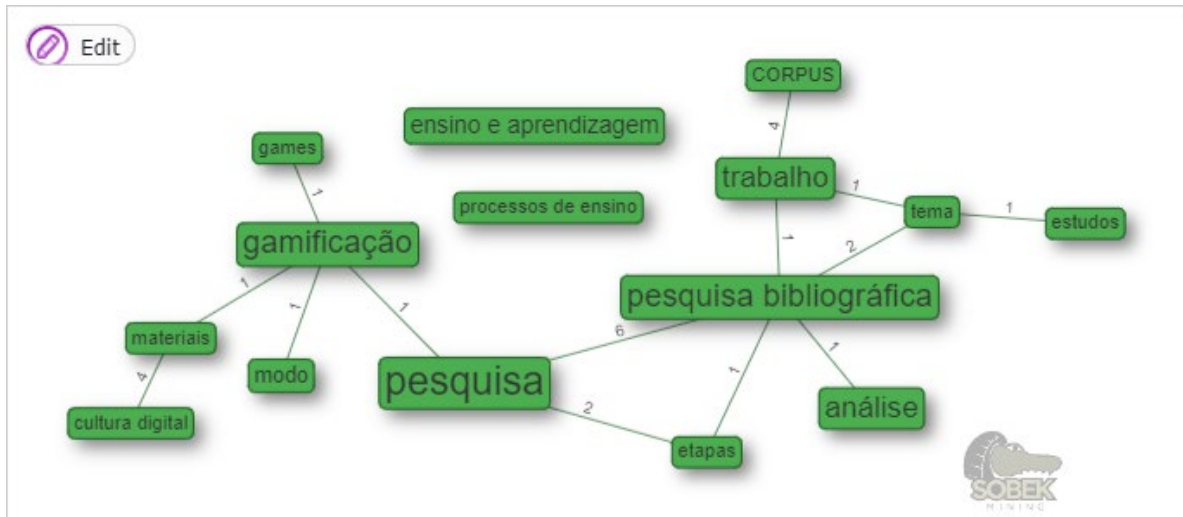 Edit
CORPUS
ensino e aprendizagem
games
1
4
trabalho
1
processos de ensino
tema
1
estudos
gamificação
1
2
1
1
1
pesquisa bibliográfica
materiais
6
1
1
4
modo
pesquisa
análise
cultura digital
2
etapas
SOBEK
MINING